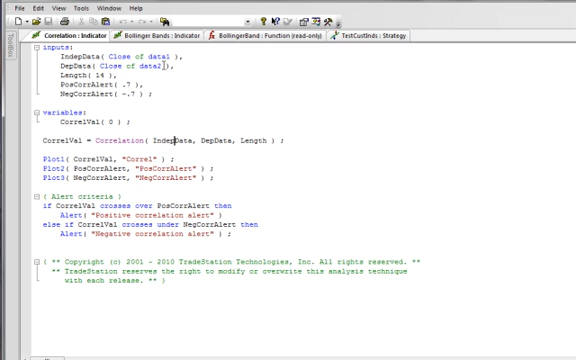 File Edit View Tools Window Help
Correlation : Indicator Bollinger Bands : Indicator BollingerBand : Function (read-only) TestCustInds : Strategy
ToolBox
inputs:
IndepData( Close of data1 ),
DepData( Close of data2 ),
Length( 14 ),
PosCorrAlert( .7 ),
NegCorrAlert( -.7 ) ;
variables:
CorrelVal( 0 ) ;
CorrelVal = Correlation( IndepData, DepData, Length ) ;
Plot1( CorrelVal, "Correl" ) ;
Plot2( PosCorrAlert, "PosCorrAlert" ) ;
Plot3( NegCorrAlert, "NegCorrAlert" ) ;
{ Alert criteria }
if CorrelVal crosses over PosCorrAlert then
Alert( "Positive correlation alert" )
else if CorrelVal crosses under NegCorrAlert then
Alert( "Negative correlation alert" ) ;
{ ** Copyright (c) 2001 - 2010 TradeStation Technologies, Inc. All rights reserved. **
** TradeStation reserves the right to modify or overwrite this analysis technique
with each release. ** }